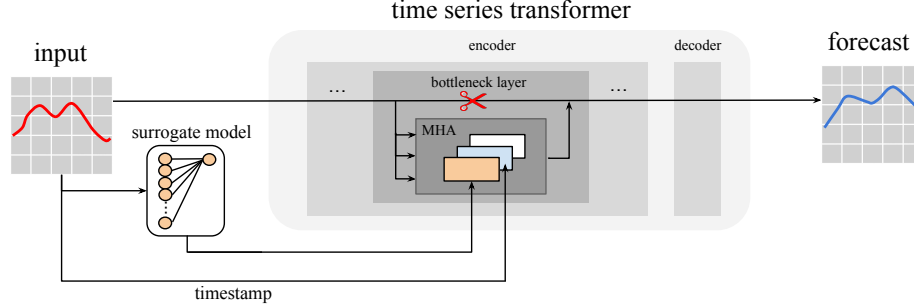 time series transformer
input
encoder
decoder
forecast
bottleneck layer
...
...
surrogate model
MHA
timestamp